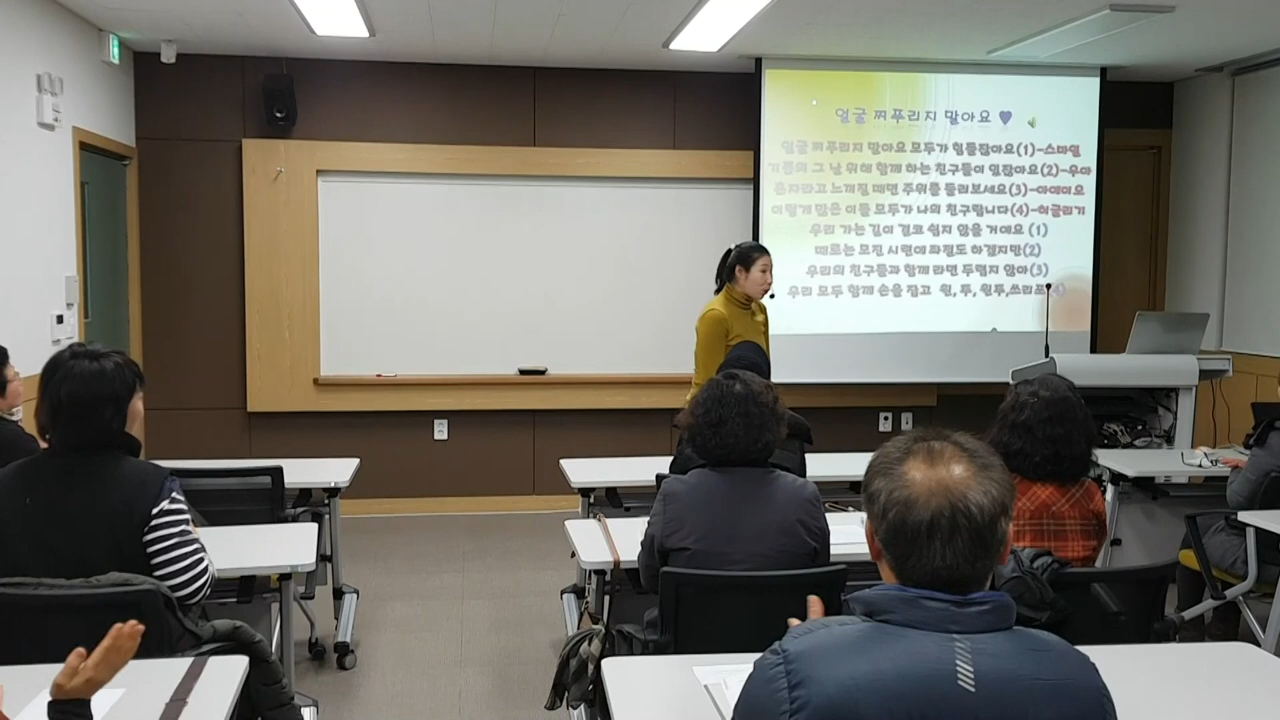 얼굴 찌푸리지 말아요 ♥
얼굴 찌푸리지 말아요 모두가 힘들잖아요(1)-스마일
기쁨의 그 날 위해 함께 하는 친구들이 있잖아요(2)-우아
혼자라고 느껴질 때면 주위를 둘러보세요(3)-아예이요
이렇게 많은 이들 모두가 나의 친구랍니다(4)-허글리기
우리 가는 길이 결코 쉽지 않을 거예요 (1)
때로는 모진 시련에 좌절도 하겠지만(2)
우리의 친구들과 함께 라면 두렵지 않아(3)
우리 모두 함께 손을 잡고 원, 투, 원투,쓰리포(4)